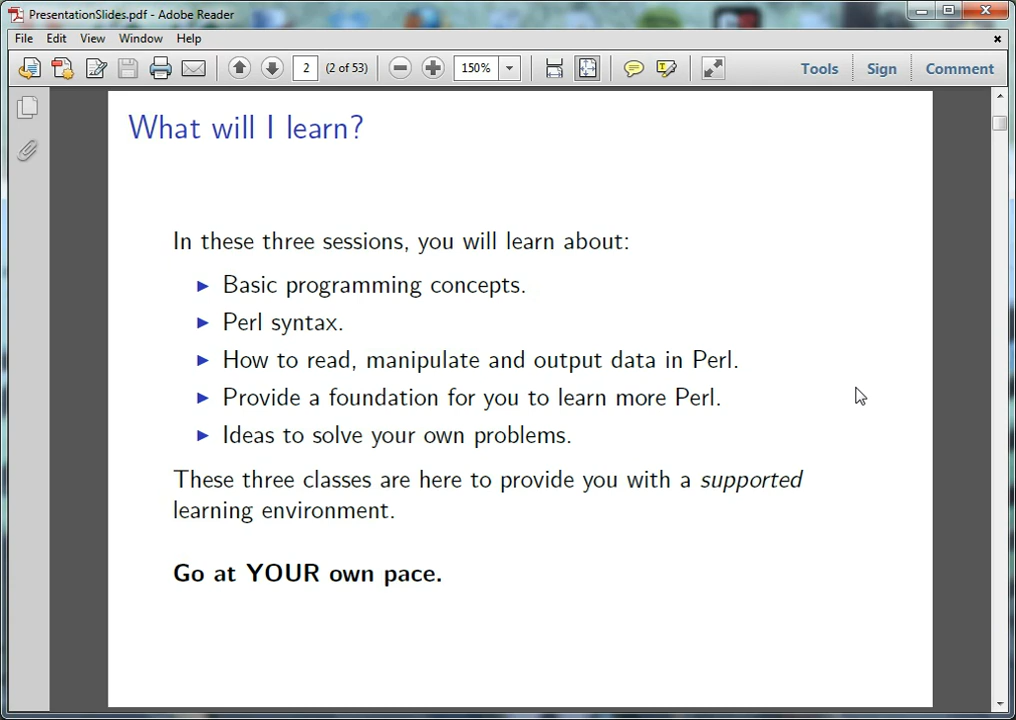 PresentationSlides.pdf - Adobe Reader
File Edit View Window Help
2 (2 of 53) 150% Tools Sign Comment
What will I learn?
In these three sessions, you will learn about:
Basic programming concepts.
Perl syntax.
How to read, manipulate and output data in Perl.
Provide a foundation for you to learn more Perl.
Ideas to solve your own problems.
These three classes are here to provide you with a supported
learning environment.
Go at YOUR own pace.